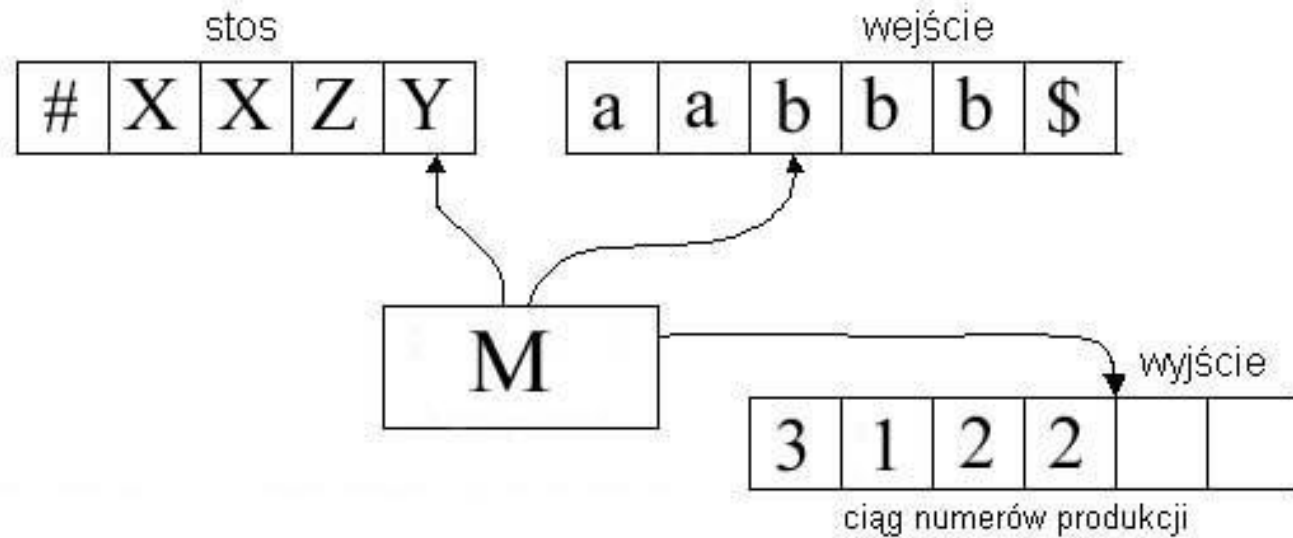 stos
wejście
# X X Z Y
a a b b b $
M
wyjście
3 1 2 2
ciąg numerów produkcji